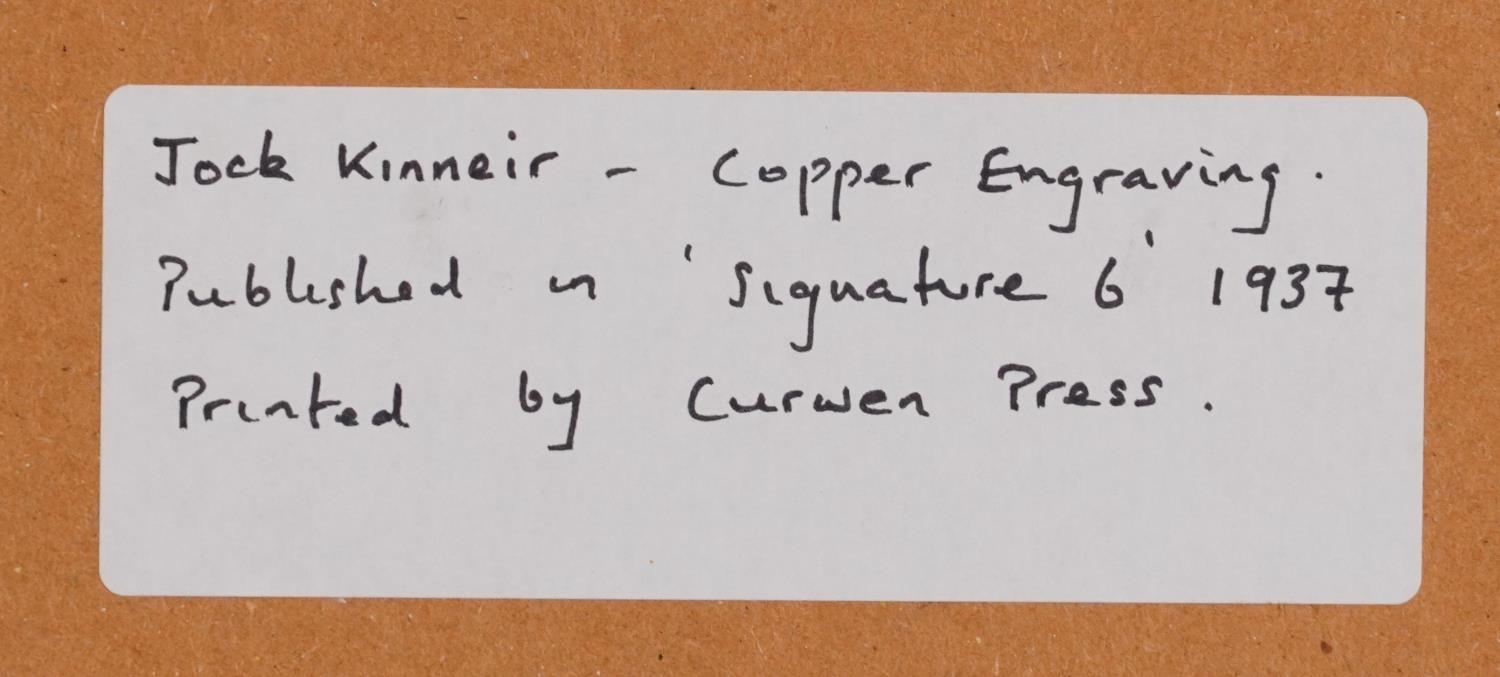 Jock Kinneir - Copper Engraving.
Published in 'Signature 6' 1937
Printed by Curwen Press.